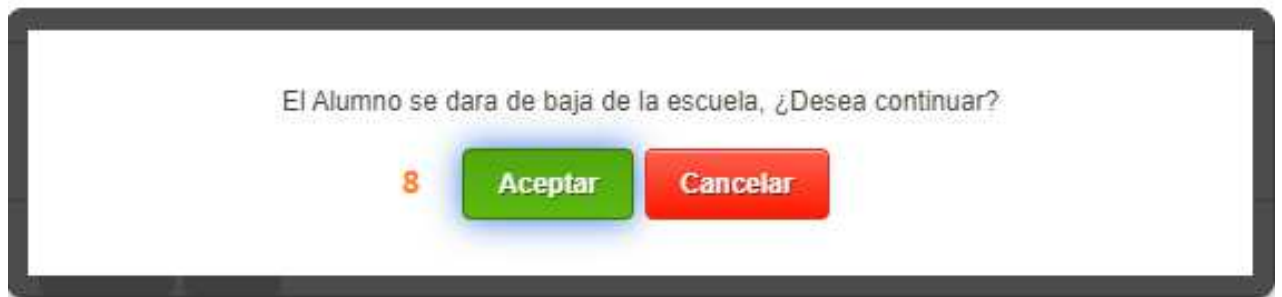 El Alumno se dara de baja de la escuela, ¿Desea continuar?
8 Aceptar Cancelar